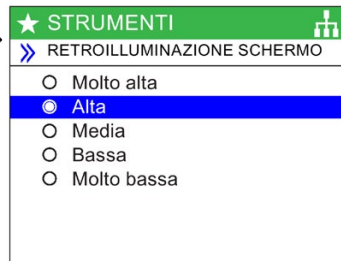 STRUMENTI
RETROILLUMINAZIONE SCHERMO
Molto alta
Alta
Media
Bassa
Molto bassa